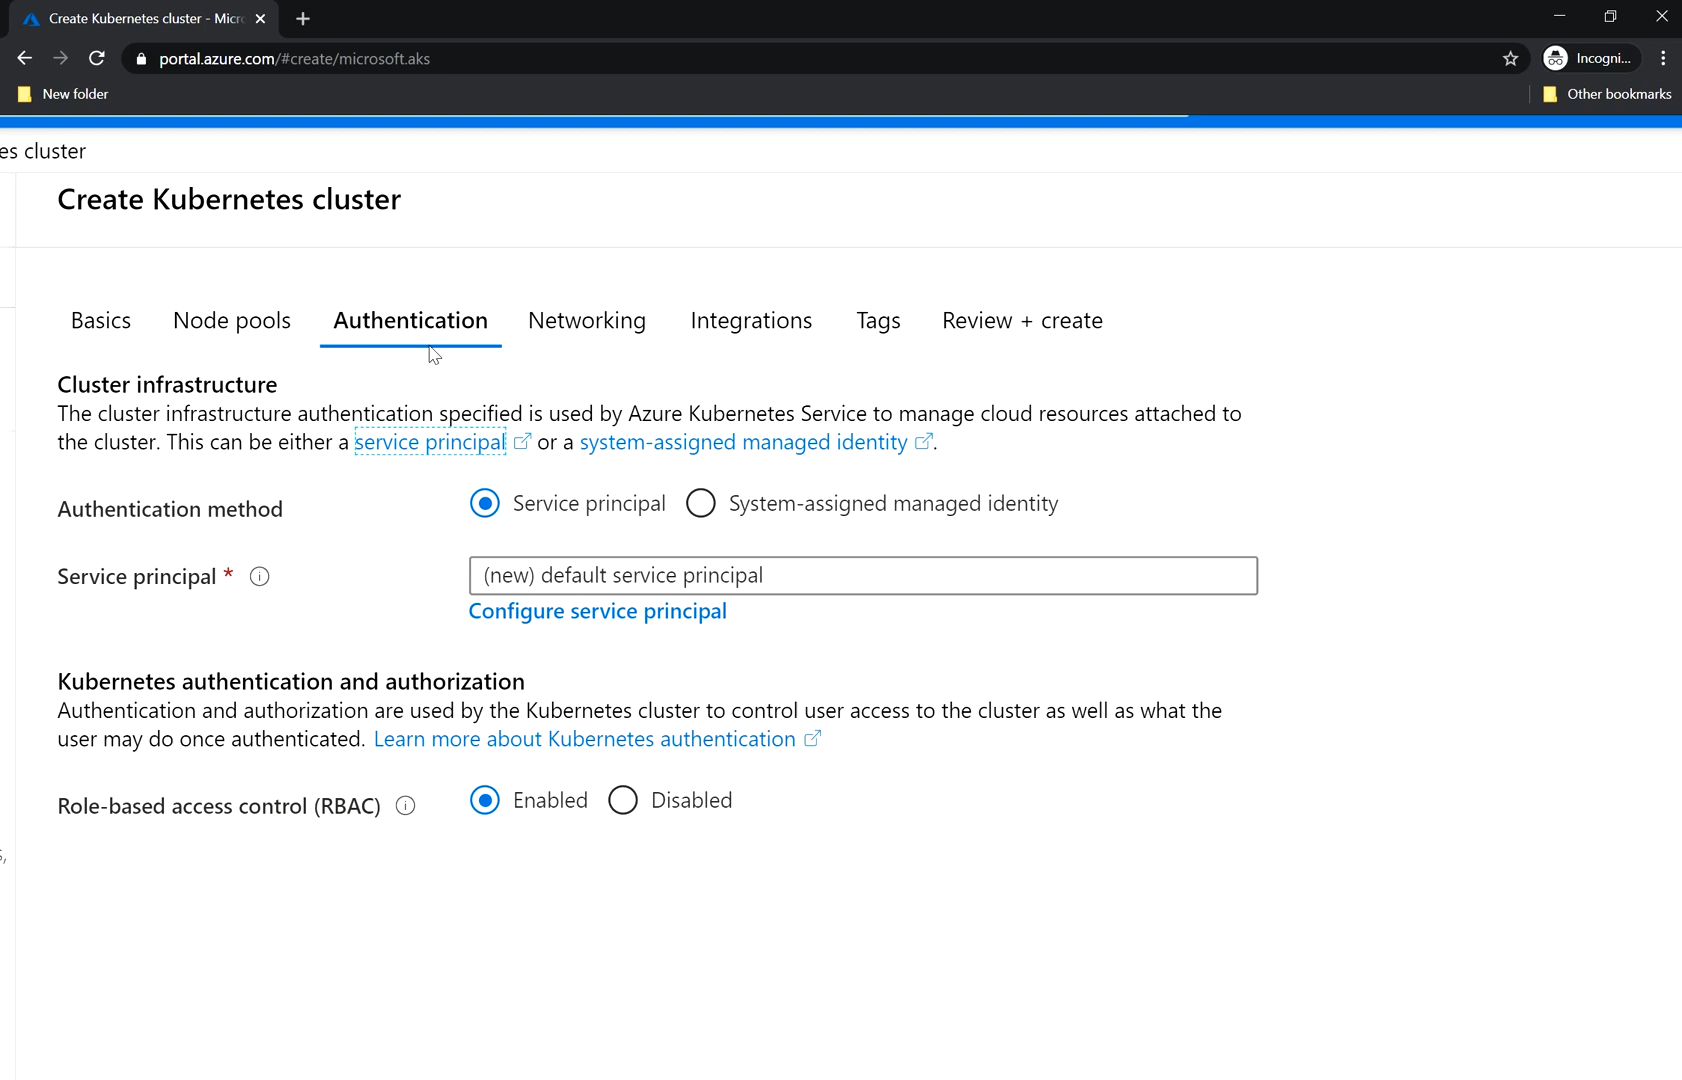 Create Kubernetes cluster - Micr
portal.azure.com/#create/microsoft.aks
Incogni...
New folder
Other bookmarks
es cluster
Create Kubernetes cluster
Basics Node pools Authentication Networking Integrations Tags Review + create
Cluster infrastructure
The cluster infrastructure authentication specified is used by Azure Kubernetes Service to manage cloud resources attached to
the cluster. This can be either a service principal or a system-assigned managed identity.
Authentication method Service principal System-assigned managed identity
Service principal * (new) default service principal
Configure service principal
Kubernetes authentication and authorization
Authentication and authorization are used by the Kubernetes cluster to control user access to the cluster as well as what the
user may do once authenticated. Learn more about Kubernetes authentication
Role-based access control (RBAC) Enabled Disabled
s,